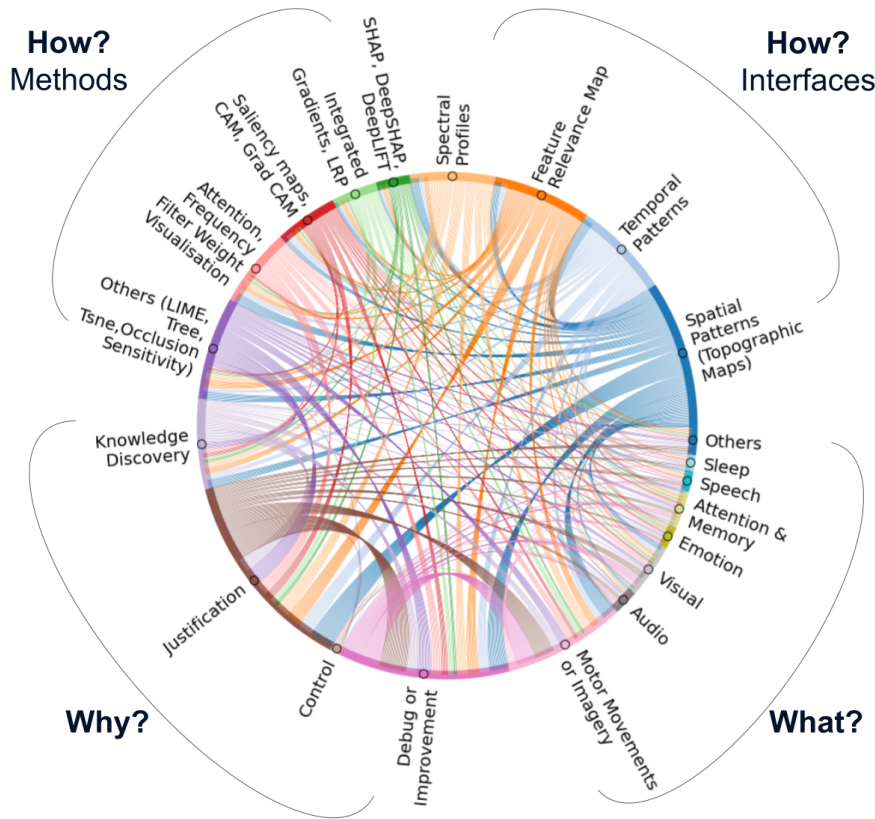 How?
Methods
How?
Interfaces
SHAP, DeepSHAP,
DeepLIFT
Integrated
Gradients, LRP
Saliency maps,
CAM, Grad CAM
Attention,
Frequency
Filter Weight
Visualisation
Others (LIME,
Tree,
Tsne,Occlusion
Sensitivity)
Spectral
Profiles
Feature
Relevance Map
Temporal
Patterns
Spatial
Patterns
(Topographic
Maps)
Knowledge
Discovery
Justification
Control
Debug or
Improvement
Others
Sleep
Speech
Attention &
Memory
Emotion
Visual
Audio
Motor Movements
or Imagery
Why?
What?